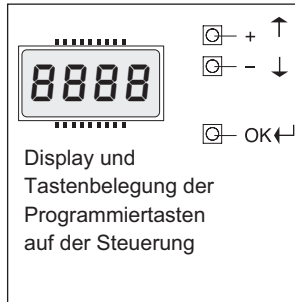 8888
+ ↑
- ↓
OK ↵
Display und
Tastenbelegung der
Programmiertasten
auf der Steuerung